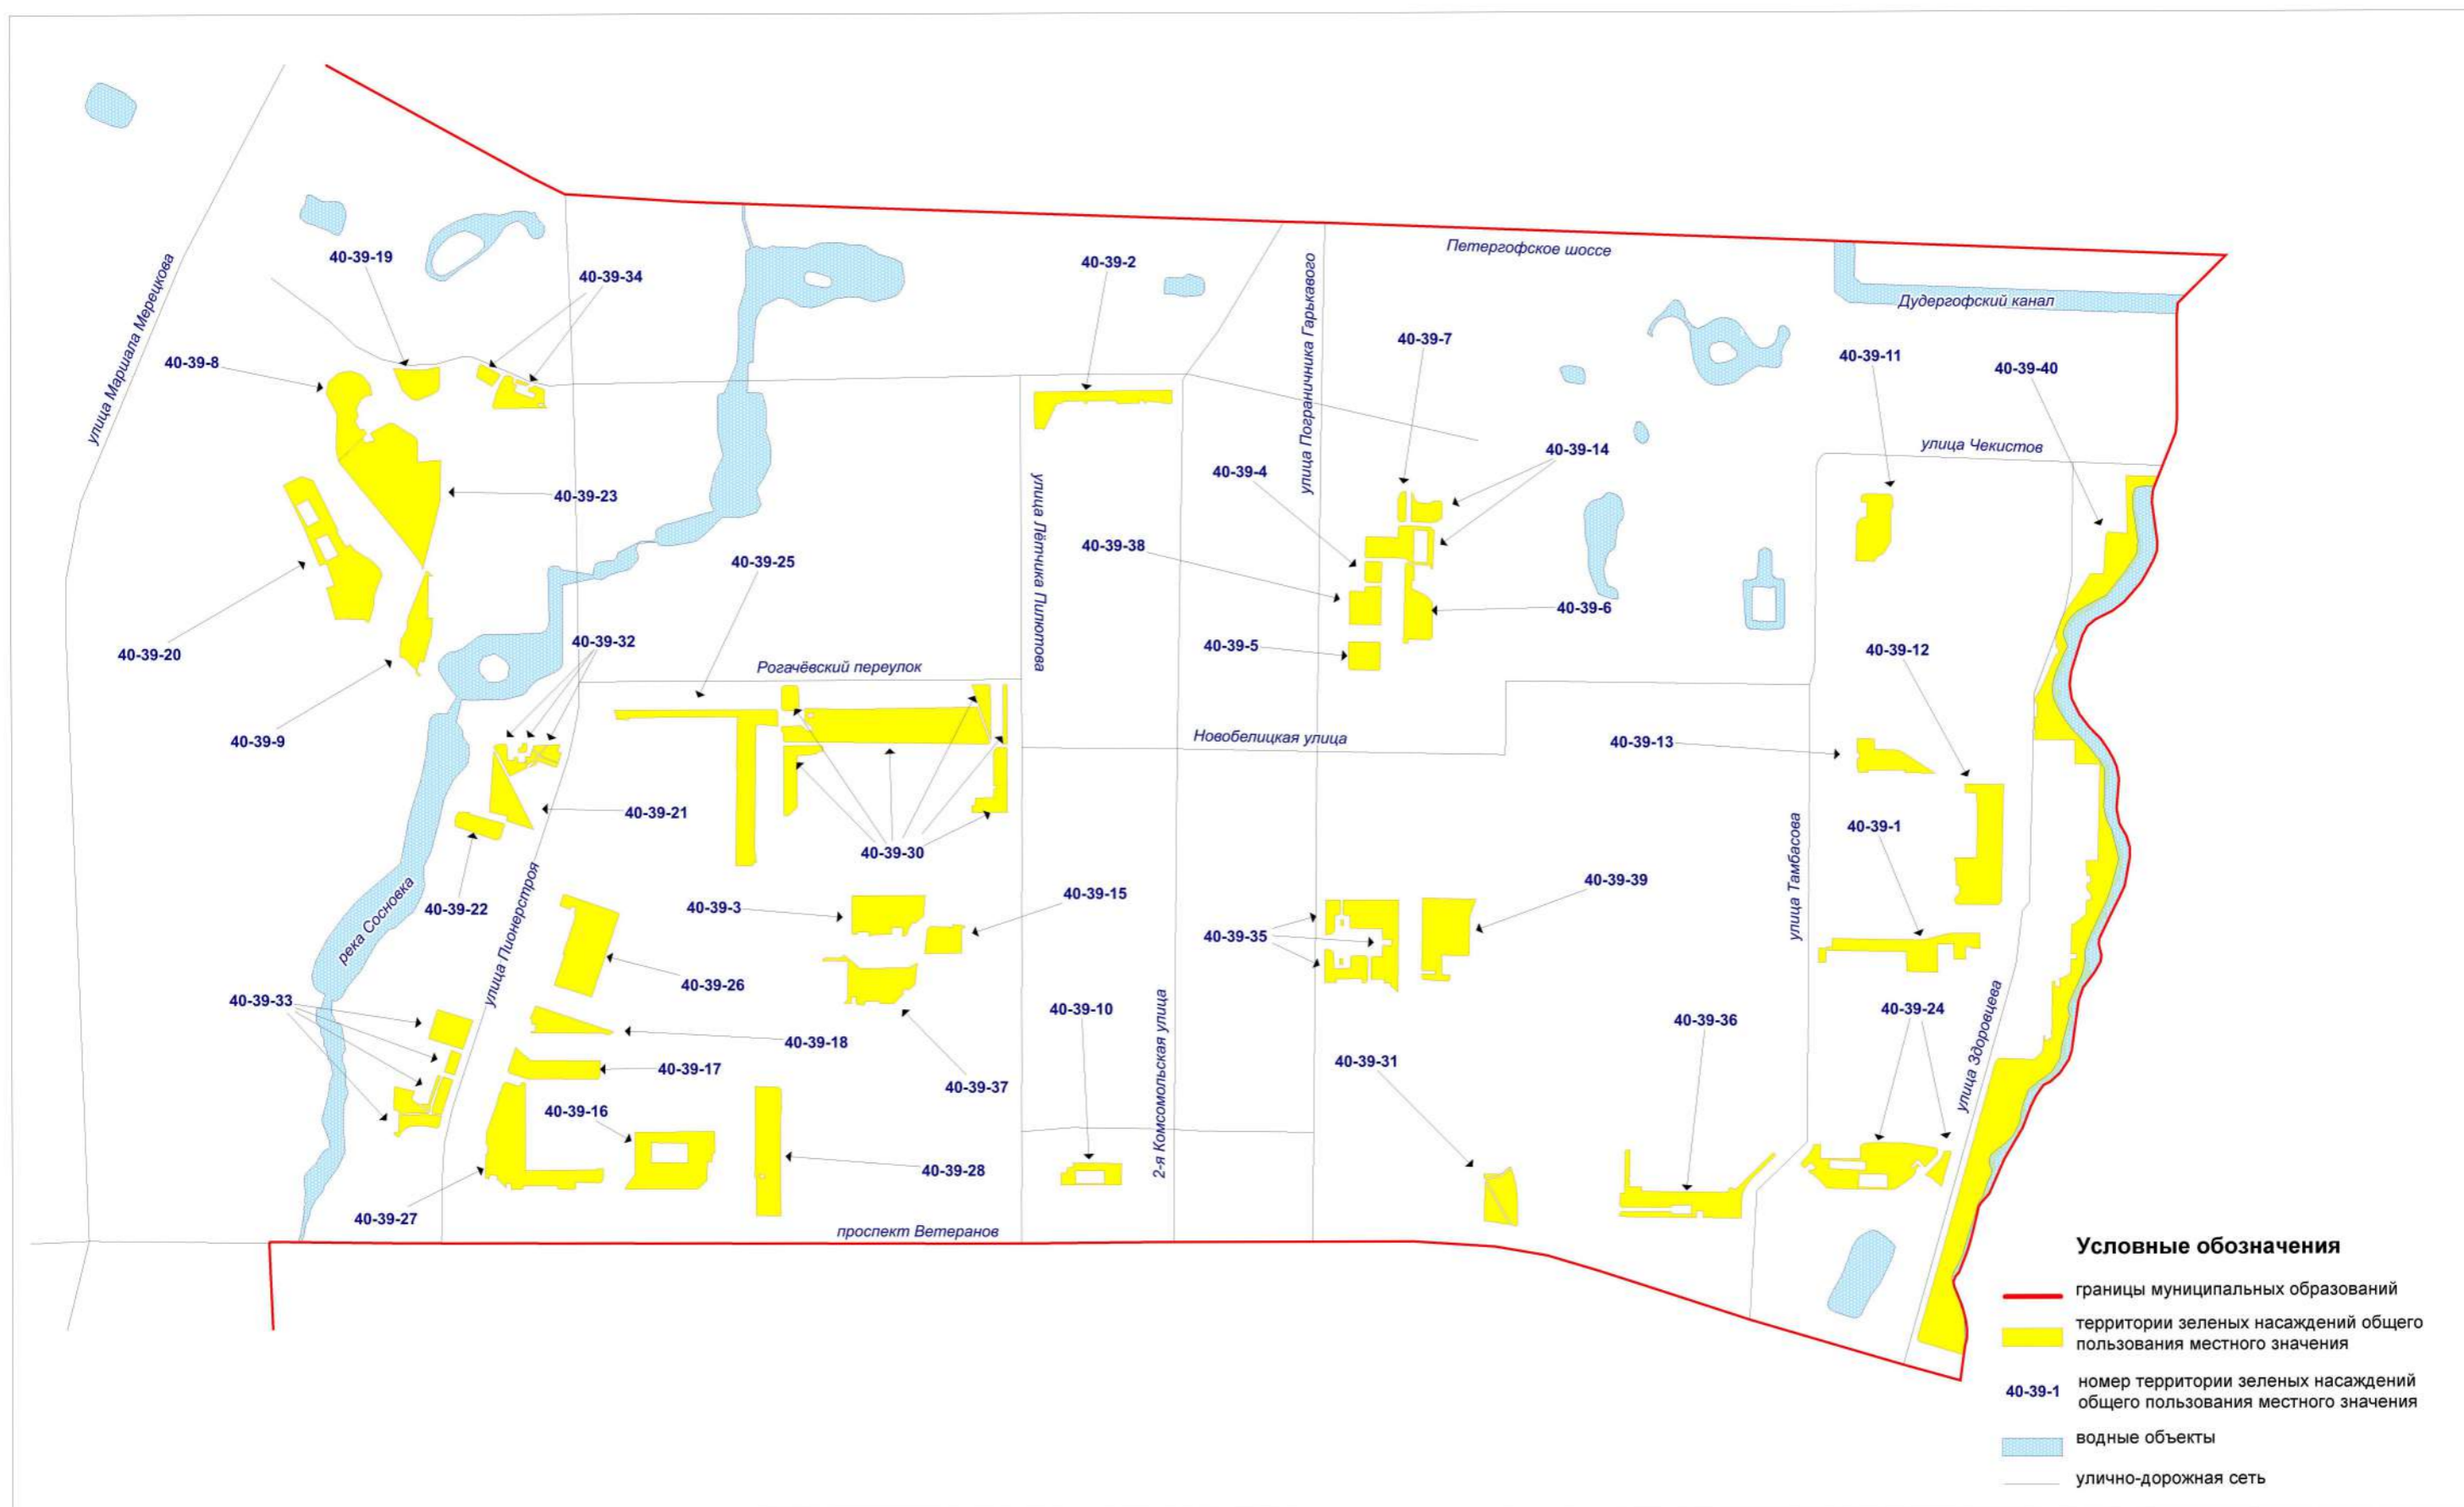 Петергофское шоссе
40-39-19
40-39-34
40-39-2
Дудергофский канал
улица Маршала Мерецкова
40-39-8
улица Пограничника Гарькавого
40-39-7
40-39-11
40-39-40
улица Чекистов
40-39-14
40-39-4
40-39-23
улица Лётчика Пилютова
40-39-38
40-39-25
40-39-6
40-39-20
40-39-32
40-39-5
40-39-12
Рогачёвский переулок
40-39-9
Новобелицкая улица
40-39-13
40-39-21
40-39-1
40-39-30
улица Тамбасова
40-39-39
40-39-15
40-39-3
40-39-22
река Сосновка
улица Пионерстроя
40-39-35
40-39-26
40-39-33
40-39-10
2-я Комсомольская улица
40-39-24
40-39-36
улица Здоровцева
40-39-18
40-39-31
40-39-17
40-39-37
40-39-16
40-39-28
40-39-27
проспект Ветеранов
Условные обозначения
границы муниципальных образований
территории зеленых насаждений общего
пользования местного значения
40-39-1
номер территории зеленых насаждений
общего пользования местного значения
водные объекты
улично-дорожная сеть